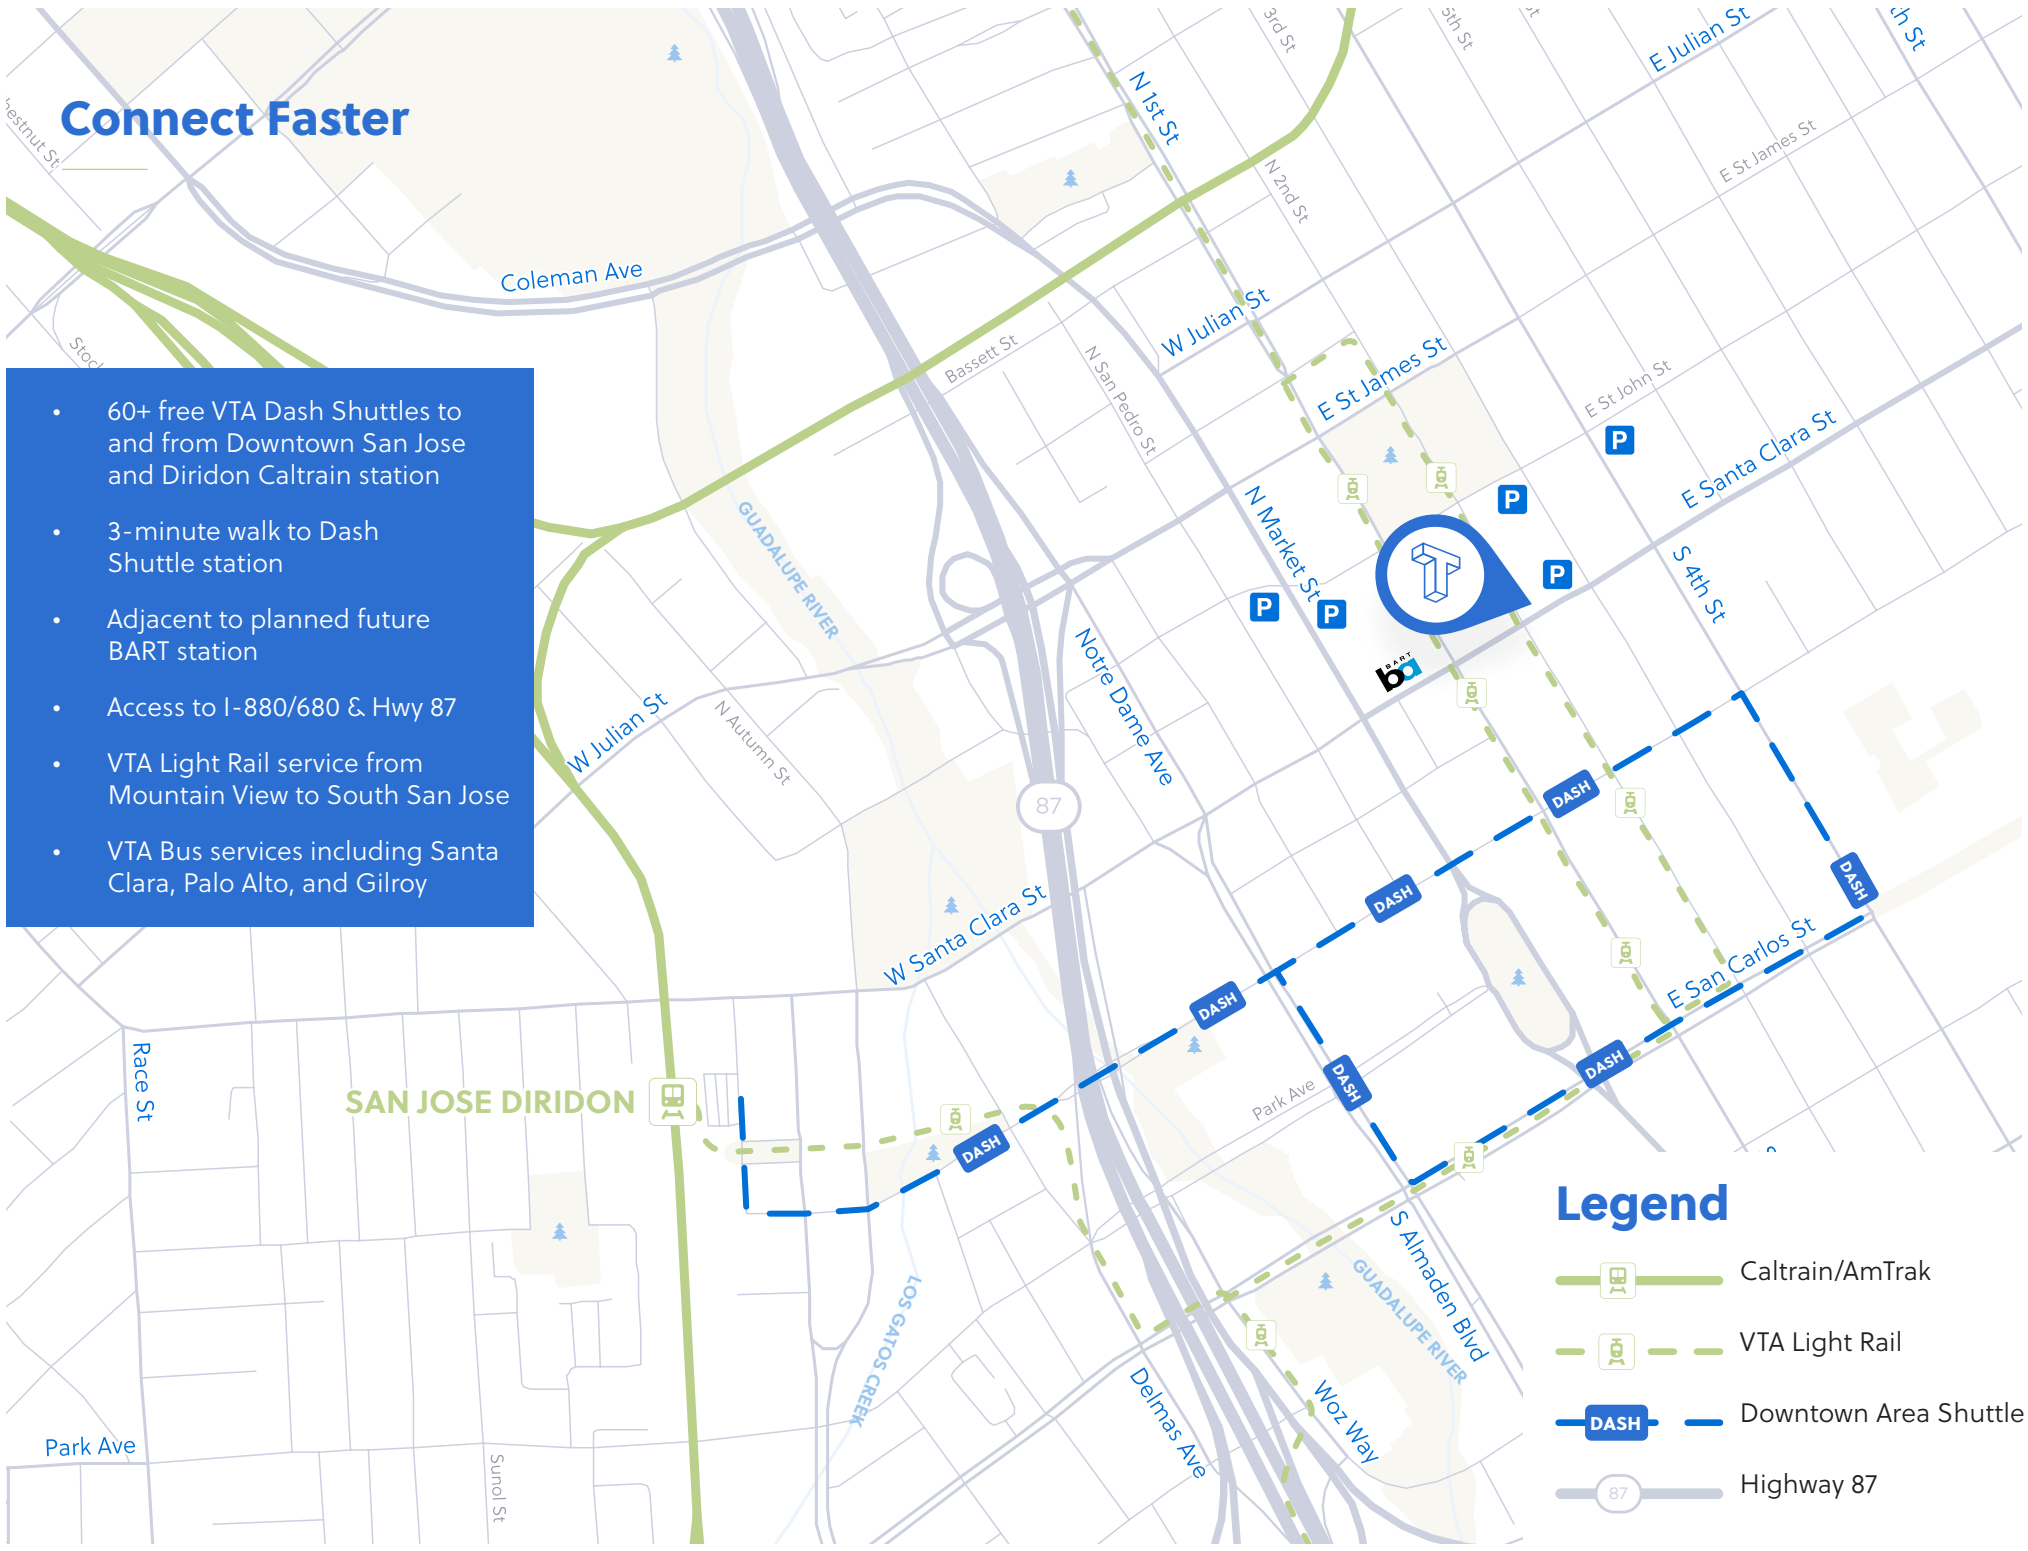 Connect Faster
• 60+ free VTA Dash Shuttles to
and from Downtown San Jose
and Diridon Caltrain station
• 3-minute walk to Dash
Shuttle station
• Adjacent to planned future
BART station
• Access to I-880/680 & Hwy 87
• VTA Light Rail service from
Mountain View to South San Jose
• VTA Bus services including Santa
Clara, Palo Alto, and Gilroy
N 1st St
3rd St
E Julian St
E St James St
N 2nd St
Coleman Ave
W Julian St
Bassett St
N San Pedro St
E St James St
E St John St
E Santa Clara St
P
P
P
P
P
N Market St
S 4th St
BART
ba
GUADALUPE RIVER
Notre Dame Ave
W Julian St
N Autumn St
87
W Santa Clara St
DASH
DASH
DASH
DASH
DASH
DASH
DASH
E San Carlos St
Race St
SAN JOSE DIRIDON
Park Ave
S Almaden Blvd
GUADALUPE RIVER
LOS GATOS CREEK
Delmas Ave
Woz Way
Park Ave
Sunol St
Legend
Caltrain/AmTrak
VTA Light Rail
DASH Downtown Area Shuttle
87 Highway 87